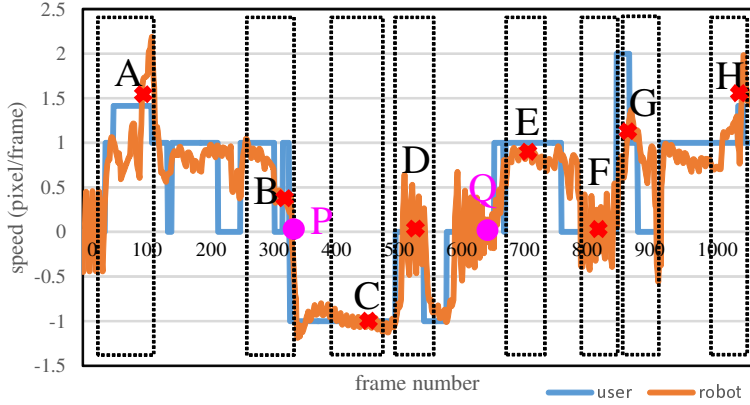 2.5
2
1.5
1
0.5
0
-0.5
-1
-1.5
speed (pixel/frame)
A
B
P
C
D
Q
E
F
G
H
0 100 200 300 400 500 600 700 800 900 1000
frame number
user robot